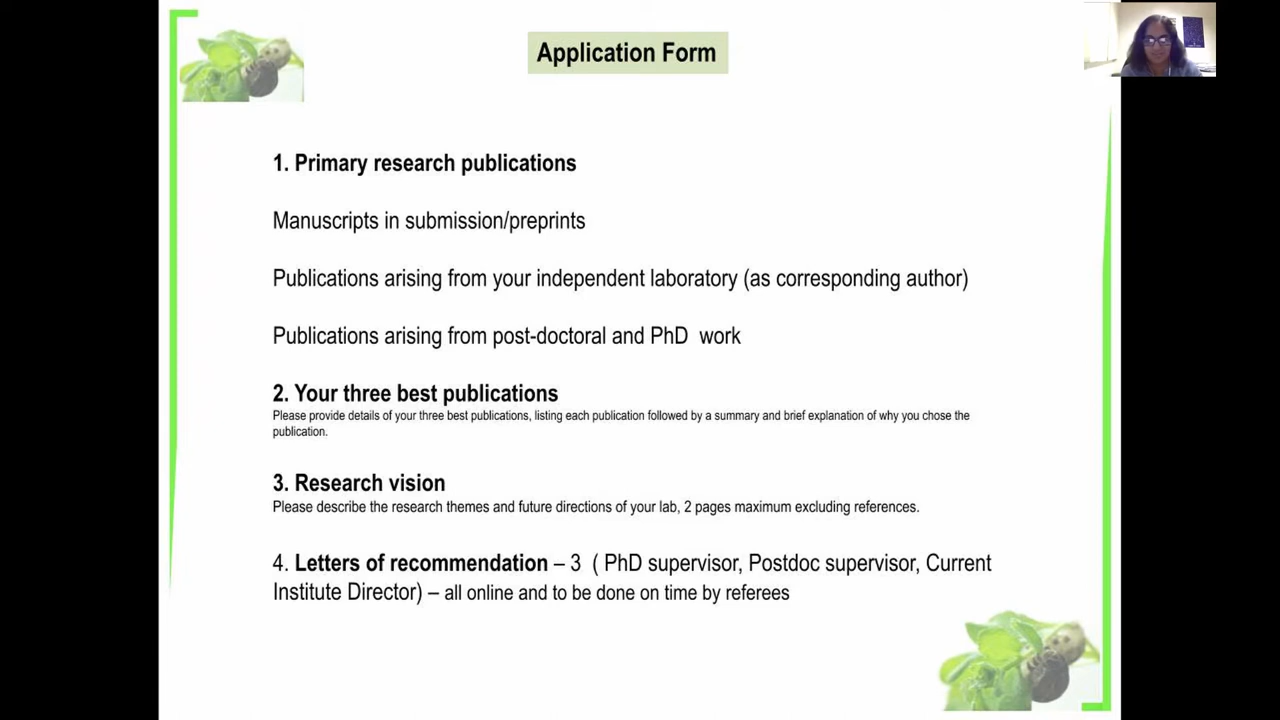 Application Form
1. Primary research publications
Manuscripts in submission/preprints
Publications arising from your independent laboratory (as corresponding author)
Publications arising from post-doctoral and PhD work
2. Your three best publications
Please provide details of your three best publications, listing each publication followed by a summary and brief explanation of why you chose the
publication.
3. Research vision
Please describe the research themes and future directions of your lab, 2 pages maximum excluding references.
4. Letters of recommendation – 3 ( PhD supervisor, Postdoc supervisor, Current
Institute Director) – all online and to be done on time by referees